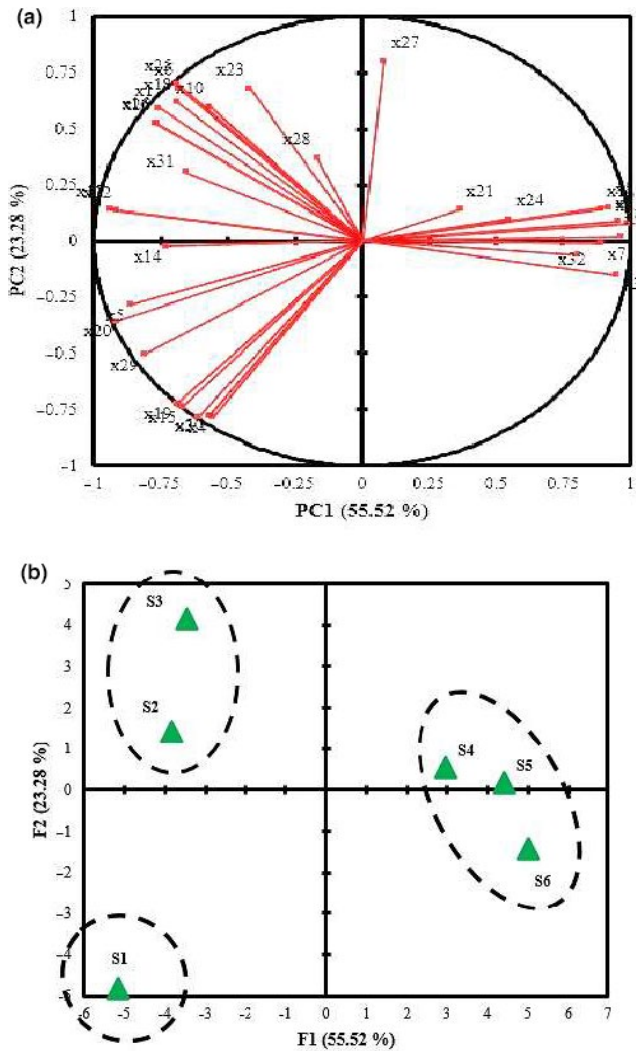 (a)
1
0.75
0.5
0.25
0
−0.25
−0.5
−0.75
−1
PC2 (23.28 %)
x23
x10
x27
x28
x31
x21
x24
x14
x7
x32
x5
x20
x29
−1
−0.75
−0.5
−0.25
0
0.25
0.5
0.75
1
PC1 (55.52 %)
(b)
5
4
3
2
1
0
−1
−2
−3
−4
F2 (23.28 %)
S3
S2
S4
S5
S6
S1
−6
−5
−4
−3
−2
−1
0
1
2
3
4
5
6
7
F1 (55.52 %)